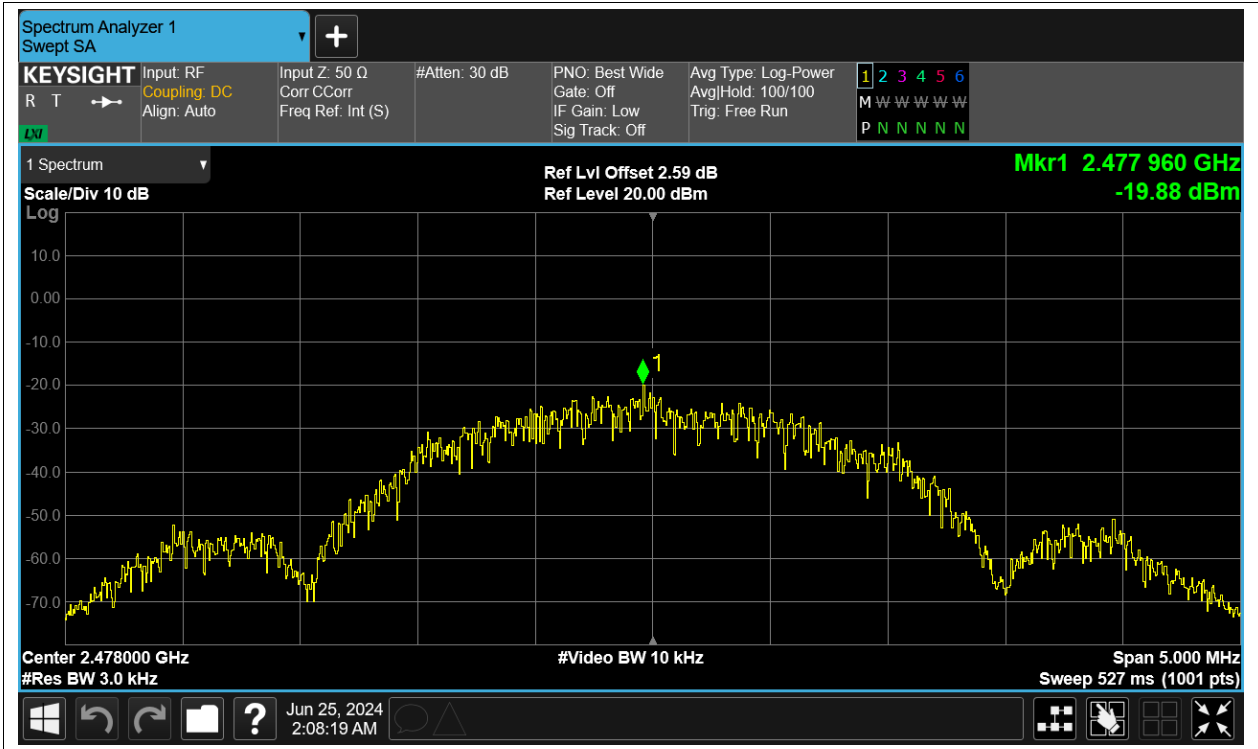 Spectrum Analyzer 1
Swept SA
+
KEYSIGHT
R T
LXI
Input: RF
Coupling: DC
Align: Auto
Input Z: 50 Ω
Corr CCorr
Freq Ref: Int (S)
#Atten: 30 dB
PNO: Best Wide
Gate: Off
IF Gain: Low
Sig Track: Off
Avg Type: Log-Power
Avg|Hold: 100/100
Trig: Free Run
1 2 3 4 5 6
M W W W W W
P N N N N N
1 Spectrum
Scale/Div 10 dB
Log
Ref Lvl Offset 2.59 dB
Ref Level 20.00 dBm
Mkr1 2.477 960 GHz
-19.88 dBm
10.0
0.00
-10.0
1
-20.0
-30.0
-40.0
-50.0
-60.0
-70.0
Center 2.478000 GHz
#Res BW 3.0 kHz
#Video BW 10 kHz
Span 5.000 MHz
Sweep 527 ms (1001 pts)
?
Jun 25, 2024
2:08:19 AM